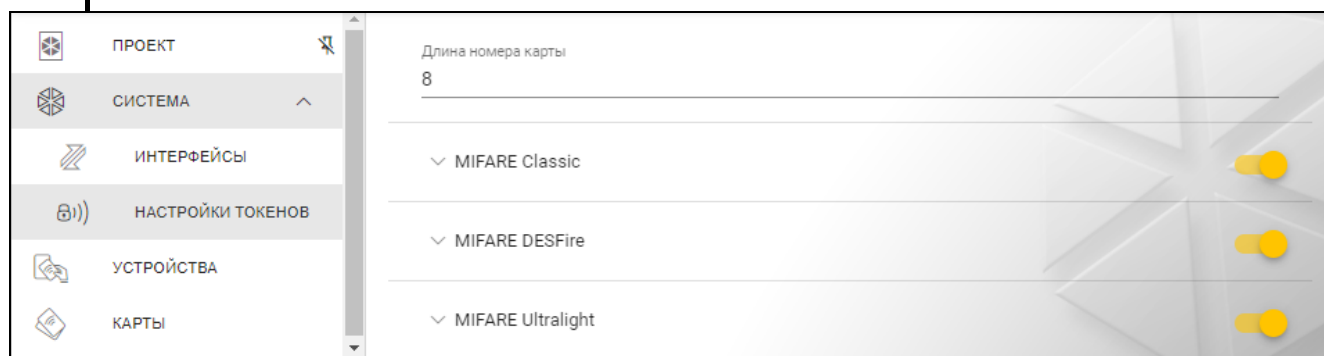 ПРОЕКТ
СИСТЕМА
ИНТЕРФЕЙСЫ
НАСТРОЙКИ ТОКЕНОВ
УСТРОЙСТВА
КАРТЫ
Длина номера карты
8
MIFARE Classic
MIFARE DESFire
MIFARE Ultralight